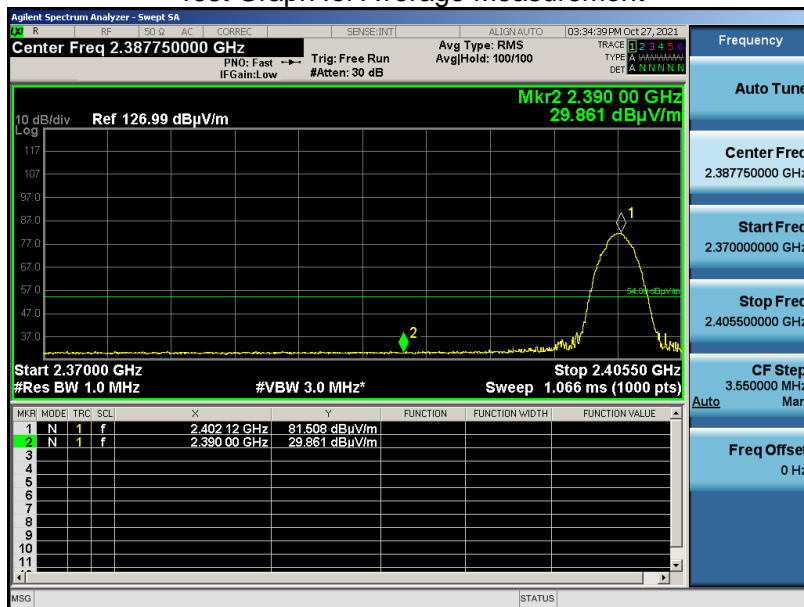 Agilent Spectrum Analyzer - Swept SA
LXI R RF 50 Ω AC CORREC SENSE:INT ALIGN AUTO 03:34:39 PM Oct 27, 2021
Center Freq 2.387750000 GHz
PNO: Fast
IFGain:Low
Trig: Free Run
#Atten: 30 dB
Avg Type: RMS
Avg|Hold: 100/100
TRACE 1 2 3 4 5 6
TYPE A
DET A N N N N N
Mkr2 2.390 00 GHz
29.861 dBμV/m
10 dB/div Ref 126.99 dBμV/m
Log
117
107
97.0
87.0
77.0
67.0
57.0
47.0
37.0
1
2
Start 2.37000 GHz Stop 2.40550 GHz
#Res BW 1.0 MHz #VBW 3.0 MHz* Sweep 1.066 ms (1000 pts)
MKR MODE TRC SCL X Y FUNCTION FUNCTION WIDTH FUNCTION VALUE
1 N 1 f 2.402 12 GHz 81.508 dBμV/m
2 N 1 f 2.390 00 GHz 29.861 dBμV/m
3
4
5
6
7
8
9
10
11
MSG STATUS
Frequency
Auto Tune
Center Freq
2.387750000 GHz
Start Freq
2.370000000 GHz
Stop Freq
2.405500000 GHz
CF Step
3.550000 MHz
Auto Man
Freq Offset
0 Hz